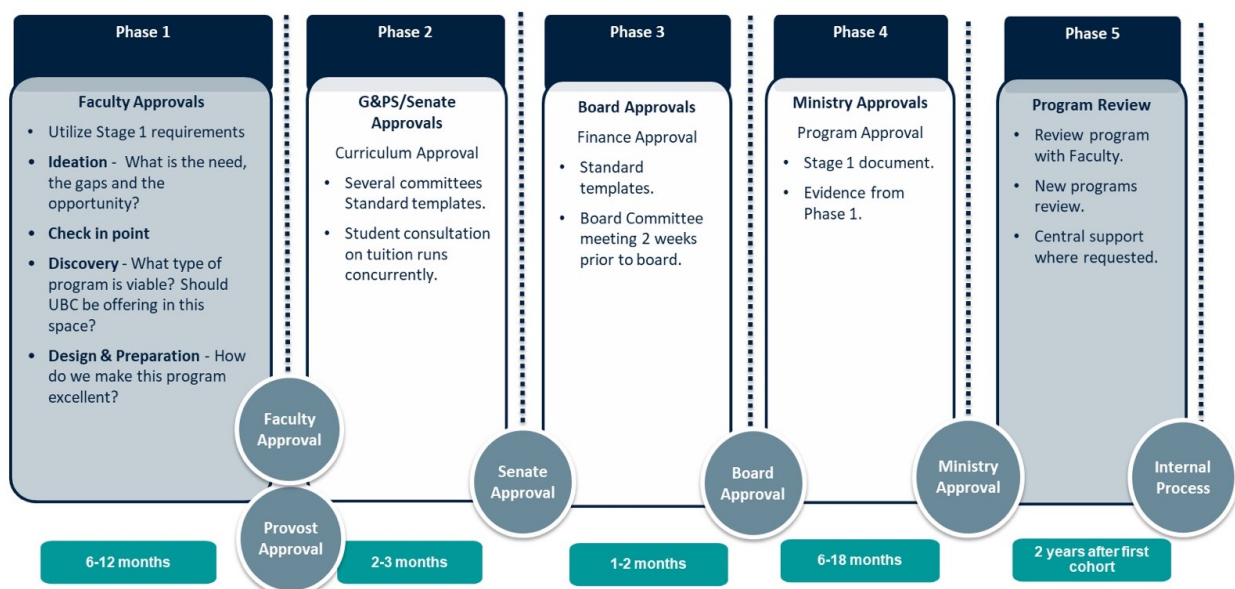 Phase 1
Faculty Approvals
• Utilize Stage 1 requirements
• Ideation - What is the need,
the gaps and the
opportunity?
• Check in point
• Discovery - What type of
program is viable? Should
UBC be offering in this
space?
• Design & Preparation - How
do we make this program
excellent?
Faculty
Approval
Provost
Approval
6-12 months
Phase 2
G&PS/Senate
Approvals
Curriculum Approval
• Several committees
Standard templates.
• Student consultation
on tuition runs
concurrently.
Senate
Approval
2-3 months
Phase 3
Board Approvals
Finance Approval
• Standard
templates.
• Board Committee
meeting 2 weeks
prior to board.
Board
Approval
1-2 months
Phase 4
Ministry Approvals
Program Approval
• Stage 1 document.
• Evidence from
Phase 1.
Ministry
Approval
6-18 months
Phase 5
Program Review
• Review program
with Faculty.
• New programs
review.
• Central support
where requested.
Internal
Process
2 years after first
cohort